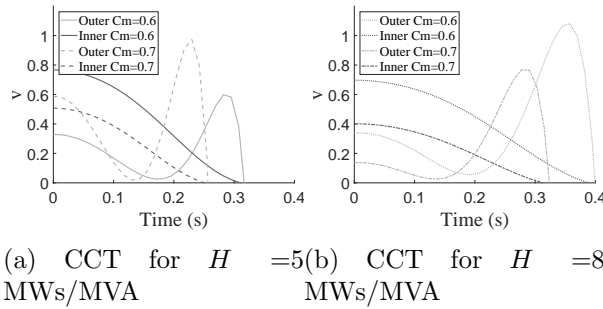 Outer Cm=0.6
Inner Cm=0.6
Outer Cm=0.7
Inner Cm=0.7
1
0.8
0.6
0.4
0.2
0
v
0 0.1 0.2 0.3 0.4
Time (s)
Outer Cm=0.6
Inner Cm=0.6
Outer Cm=0.7
Inner Cm=0.7
1
0.8
0.6
0.4
0.2
0
v
0 0.1 0.2 0.3 0.4
Time (s)
(a) CCT for H =5
MWs/MVA
(b) CCT for H =8
MWs/MVA